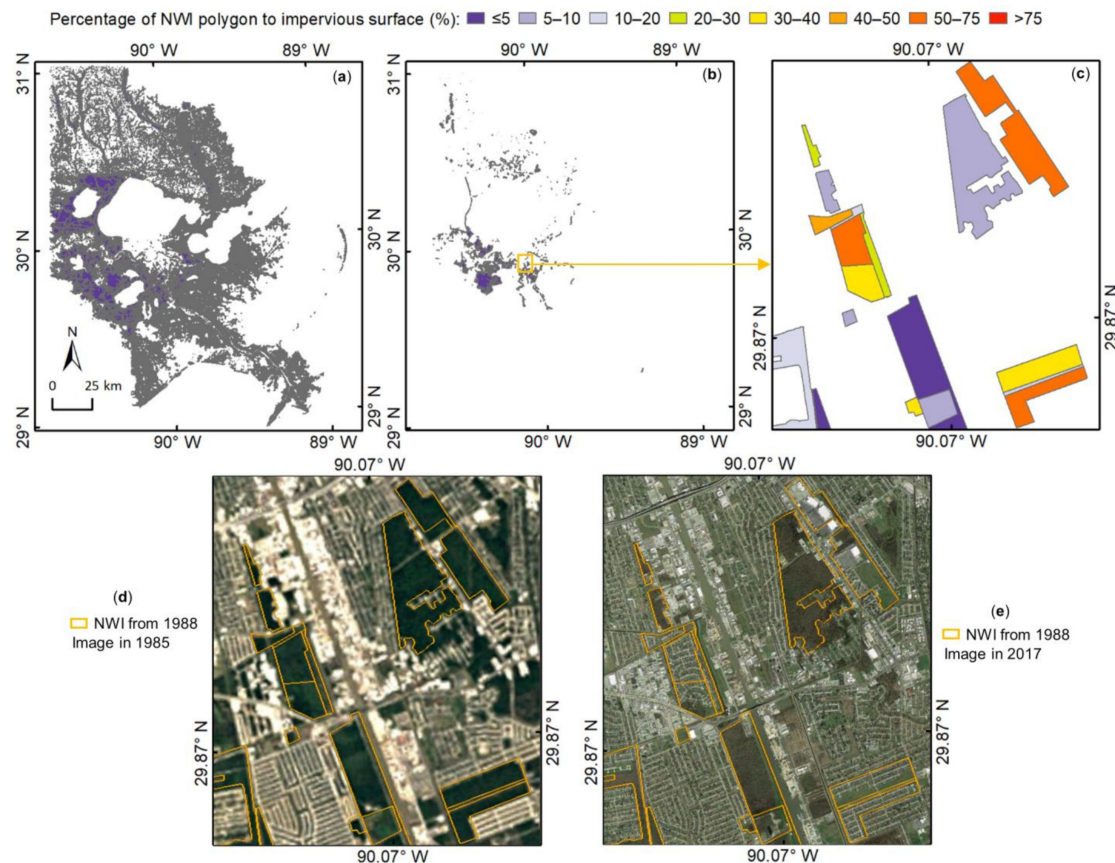 Percentage of NWI polygon to impervious surface (%): ≤5 5–10 10–20 20–30 30–40 40–50 50–75 >75
90° W 89° W
31° N
(a)
30° N
N
0 25 km
29° N
90° W 89° W
90° W 89° W
31° N
(b)
30° N
29° N
90° W 89° W
90.07° W
(c)
29.87° N
29.87° N
90.07° W
90.07° W
(d)
NWI from 1988
Image in 1985
29.87° N
29.87° N
90.07° W
90.07° W
(e)
NWI from 1988
Image in 2017
29.87° N
29.87° N
90.07° W